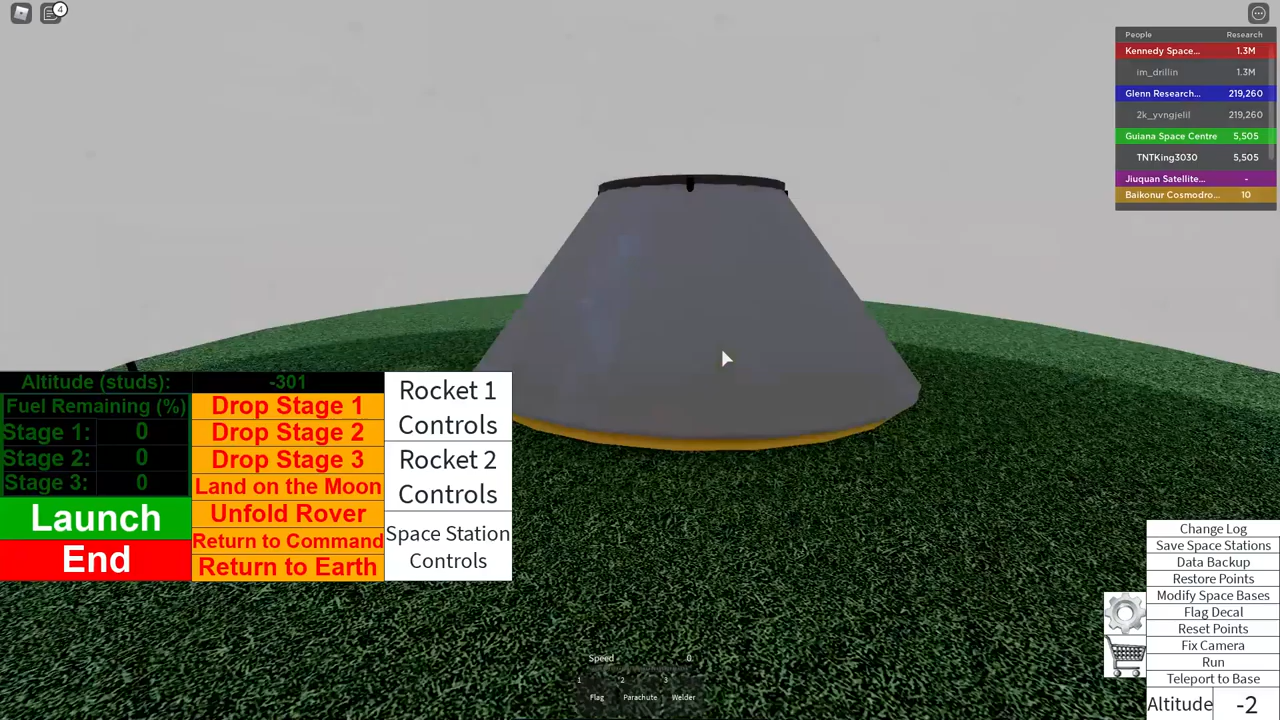 4
People Research
Kennedy Space... 1.3M
im_drillin 1.3M
Glenn Research... 219,260
2k_yvngjelil 219,260
Guiana Space Centre 5,505
TNTKing3030 5,505
Jiuquan Satellite... -
Baikonur Cosmodro... 10
Altitude (studs): -301
Fuel Remaining (%)
Stage 1: 0
Stage 2: 0
Stage 3: 0
Launch
End
Drop Stage 1
Drop Stage 2
Drop Stage 3
Land on the Moon
Unfold Rover
Return to Command
Return to Earth
Rocket 1
Controls
Rocket 2
Controls
Space Station
Controls
Speed 0
1 2 3
Flag Parachute Welder
Change Log
Save Space Stations
Data Backup
Restore Points
Modify Space Bases
Flag Decal
Reset Points
Fix Camera
Run
Teleport to Base
Altitude -2